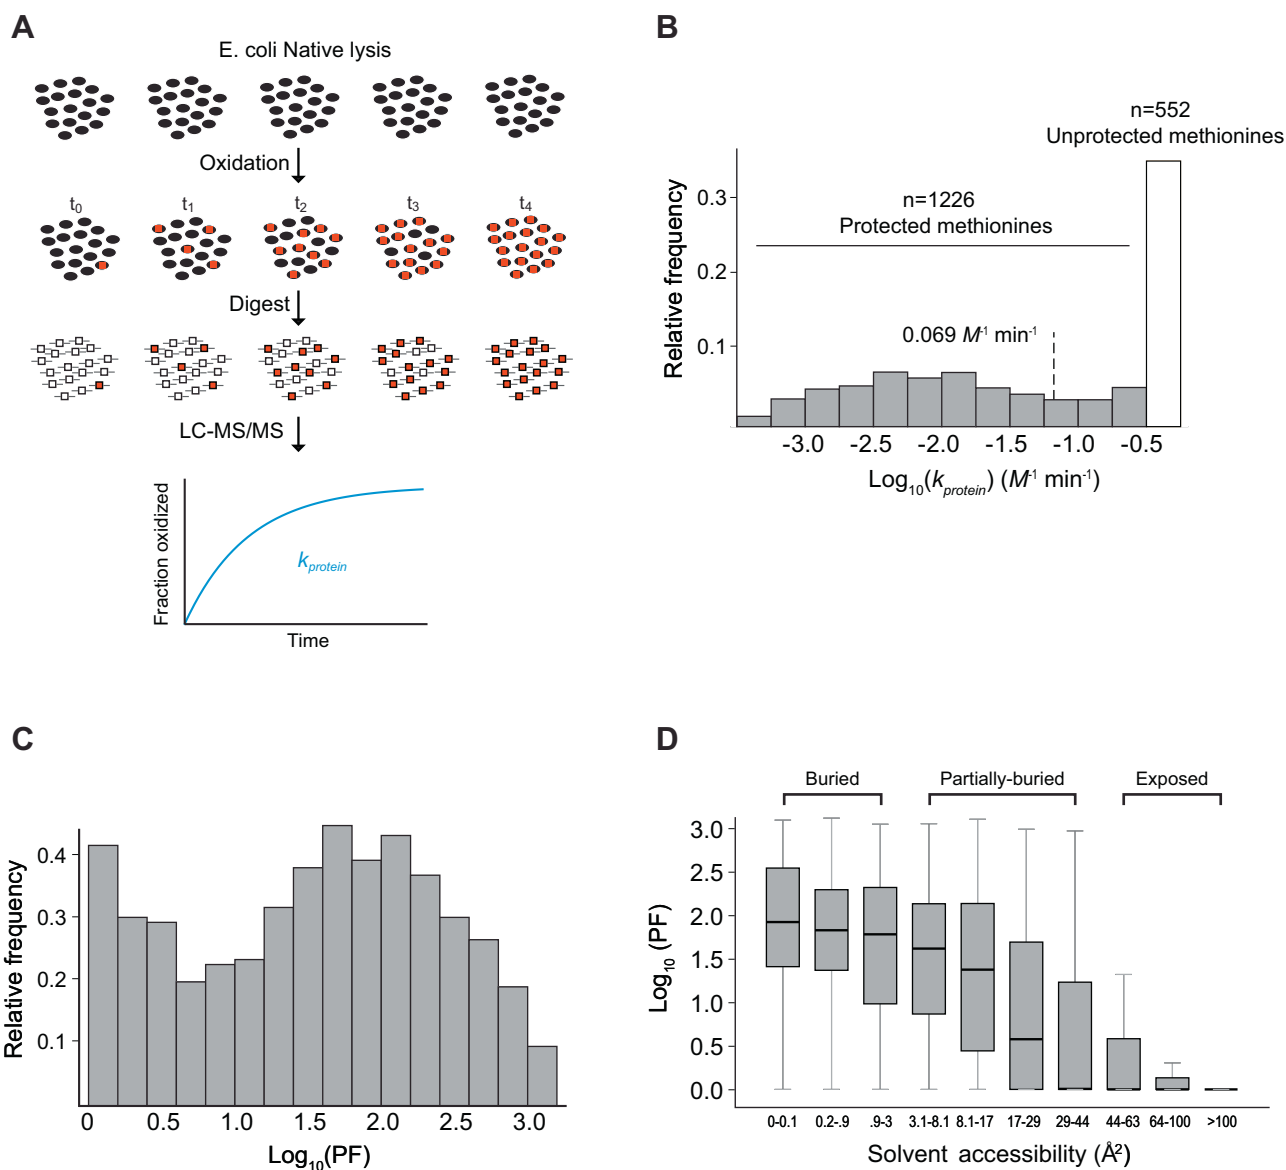 A
E. coli Native lysis
Oxidation
t0 t1 t2 t3 t4
Digest
LC-MS/MS
Fraction oxidized
kprotein
Time
B
n=552
Unprotected methionines
n=1226
Protected methionines
0.069 M-1 min-1
Relative frequency
0.3
0.2
0.1
-3.0 -2.5 -2.0 -1.5 -1.0 -0.5
Log10(kprotein) (M-1 min-1)
C
Relative frequency
0.4
0.3
0.2
0.1
0 0.5 1.0 1.5 2.0 2.5 3.0
Log10(PF)
D
Buried Partially-buried Exposed
Log10 (PF)
3.0
2.5
2.0
1.5
1.0
0.5
0.0
0-0.1 0.2-.9 .9-3 3.1-8.1 8.1-17 17-29 29-44 44-63 64-100 >100
Solvent accessibility (Å2)